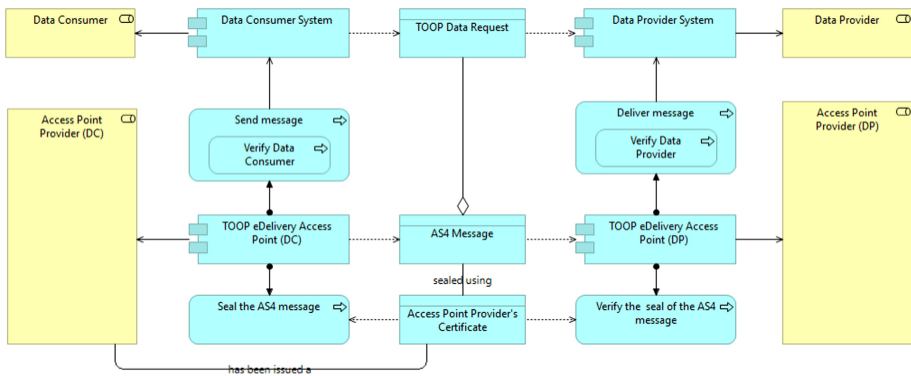 Data Consumer
Data Consumer System
TOOP Data Request
Data Provider System
Data Provider
Access Point
Provider (DC)
Send message
Verify Data
Consumer
Deliver message
Verify Data
Provider
Access Point
Provider (DP)
TOOP eDelivery Access
Point (DC)
AS4 Message
TOOP eDelivery Access
Point (DP)
sealed using
Seal the AS4 message
Access Point Provider's
Certificate
Verify the seal of the AS4
message
has been issued a